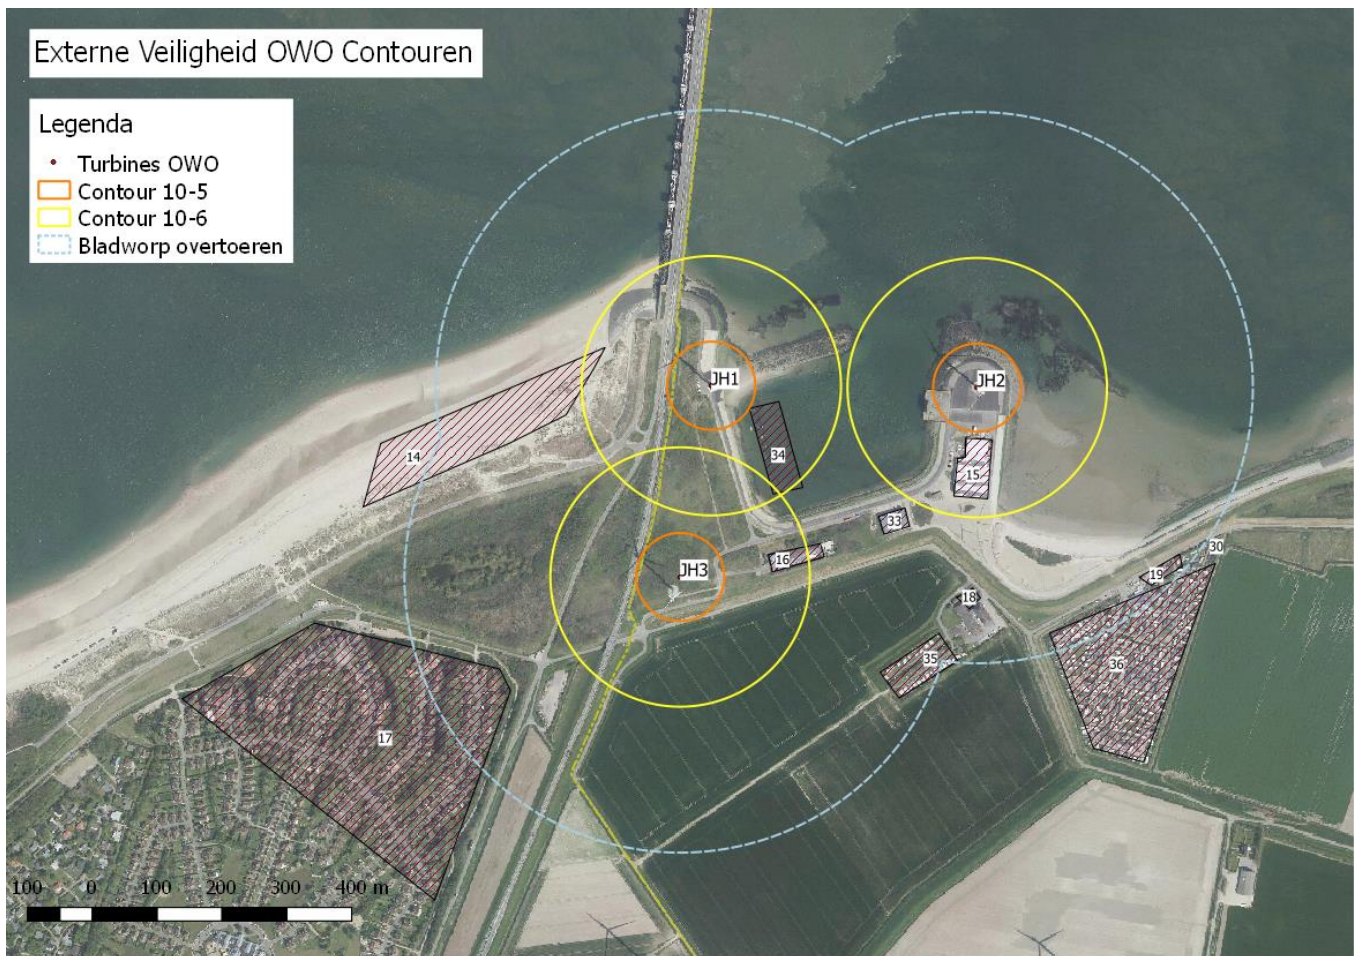 Externe Veiligheid OWO Contouren
Legenda
Turbines OWO
Contour 10-5
Contour 10-6
Bladworp overtoeren
JH1
JH2
14
34
15
33
30
16
JH3
19
18
35
36
17
100 0 100 200 300 400 m